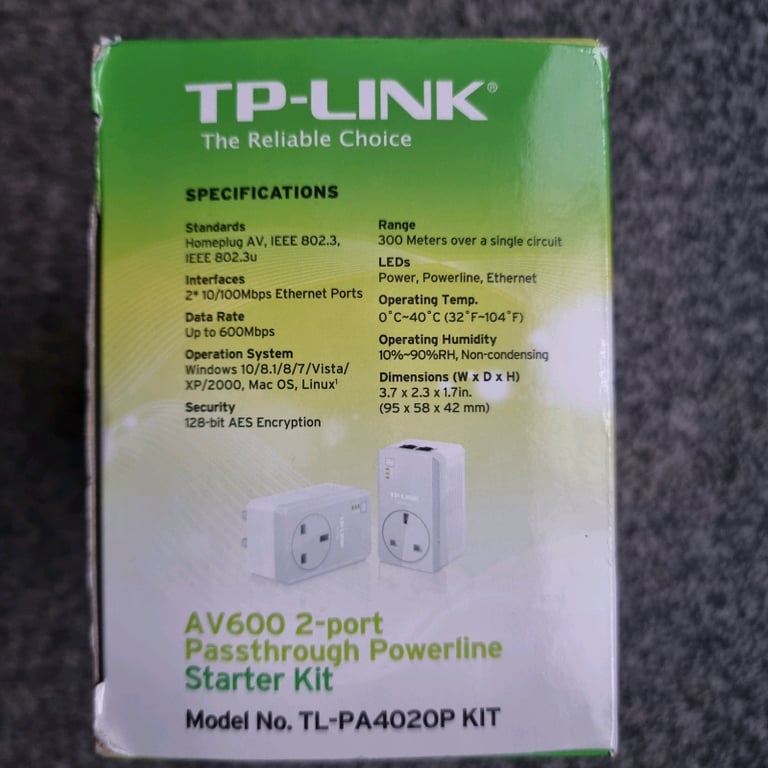 TP-LINK®
The Reliable Choice
SPECIFICATIONS
Standards
Homeplug AV, IEEE 802.3,
IEEE 802.3u
Interfaces
2* 10/100Mbps Ethernet Ports
Data Rate
Up to 600Mbps
Operation System
Windows 10/8.1/8/7/Vista/
XP/2000, Mac OS, Linux¹
Security
128-bit AES Encryption
Range
300 Meters over a single circuit
LEDs
Power, Powerline, Ethernet
Operating Temp.
0˚C~40˚C (32˚F~104˚F)
Operating Humidity
10%~90%RH, Non-condensing
Dimensions (W x D x H)
3.7 x 2.3 x 1.7in.
(95 x 58 x 42 mm)
TP-LINK
TP-LINK
AV600 2-port
Passthrough Powerline
Starter Kit
Model No. TL-PA4020P KIT